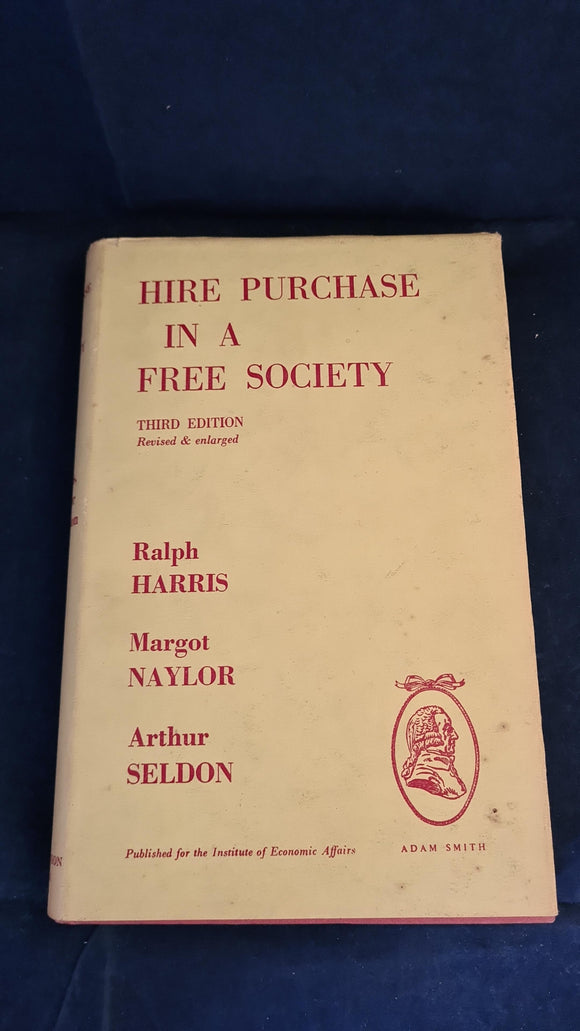 HIRE PURCHASE
IN A
FREE SOCIETY
THIRD EDITION
Revised & enlarged
Ralph
HARRIS
Margot
NAYLOR
Arthur
SELDON
Published for the Institute of Economic Affairs
ADAM SMITH